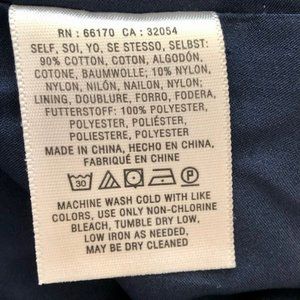 RN : 66170 CA : 32054
SELF, SOI, YO, SE STESSO, SELBST:
90% COTTON, COTON, ALGODÓN,
COTONE, BAUMWOLLE; 10% NYLON,
NYLON, NILÓN, NAILON, NYLON;
LINING, DOUBLURE, FORRO, FODERA,
FUTTERSTOFF: 100% POLYESTER,
POLYESTER, POLIÉSTER,
POLIESTERE, POLYESTER
MADE IN CHINA, HECHO EN CHINA,
FABRIQUÉ EN CHINE
30 P
MACHINE WASH COLD WITH LIKE
COLORS, USE ONLY NON-CHLORINE
BLEACH, TUMBLE DRY LOW,
LOW IRON AS NEEDED,
MAY BE DRY CLEANED